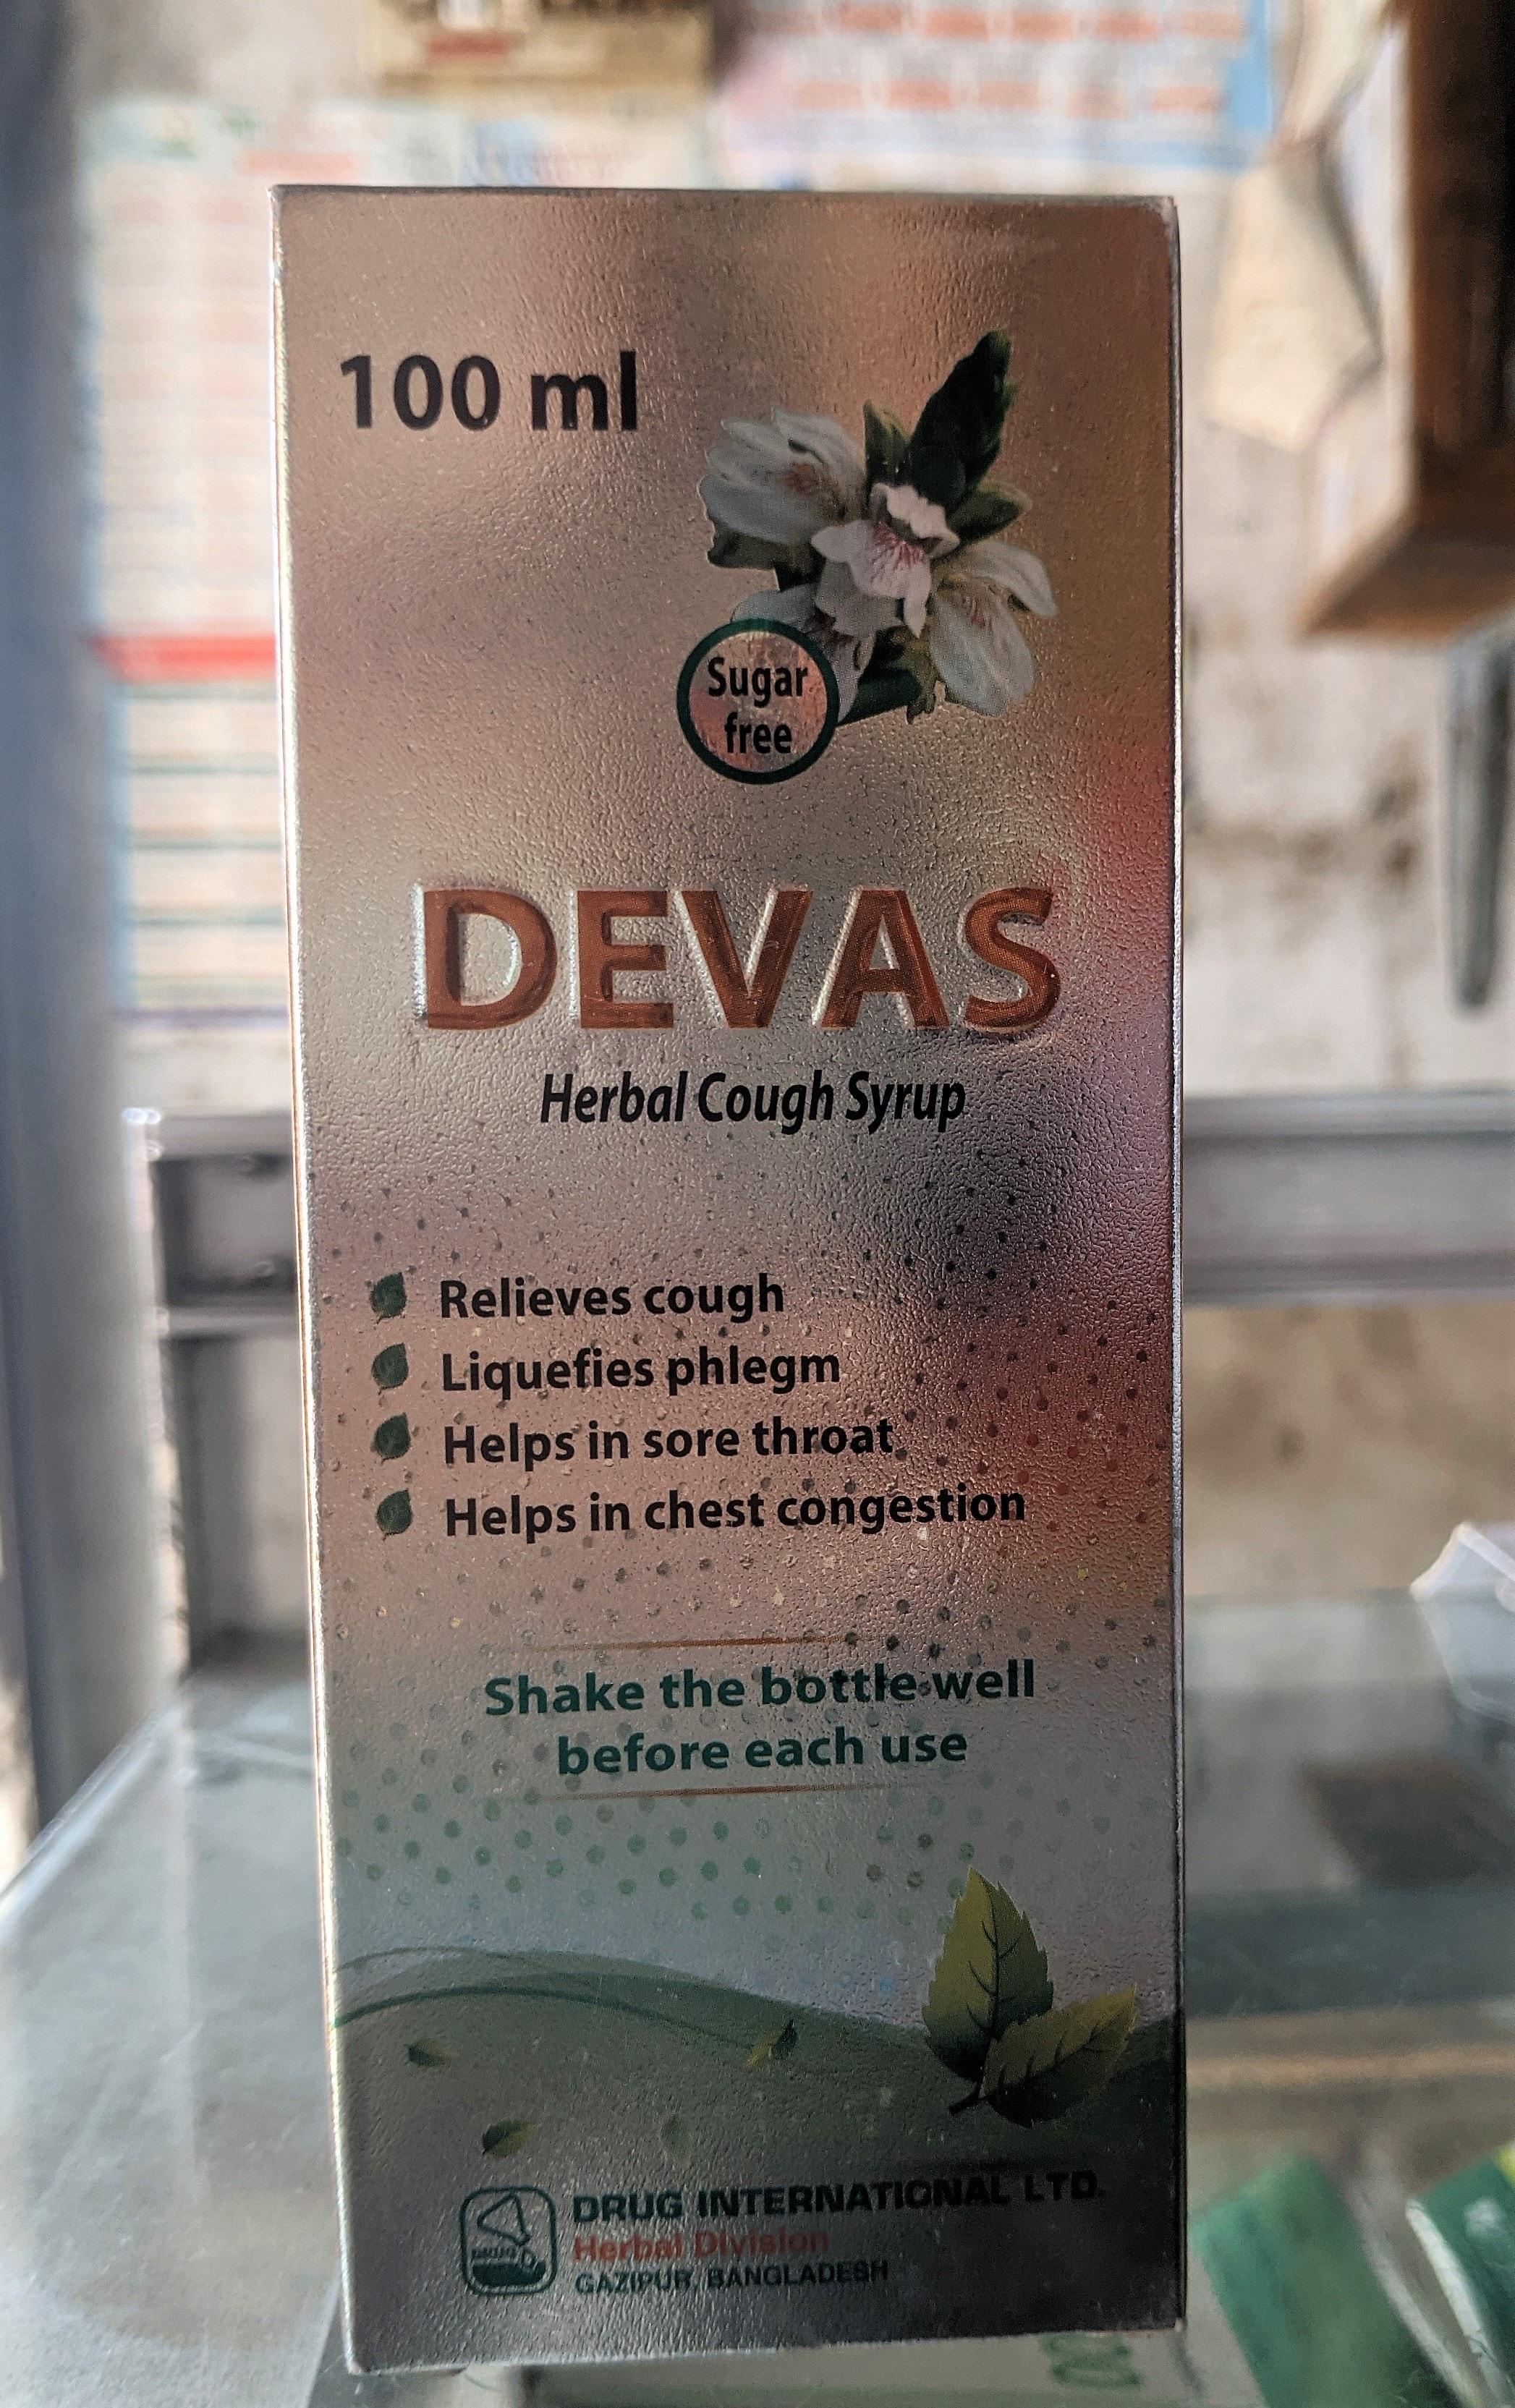 100 ml
Sugar
free
DEVAS
Herbal Cough Syrup
Relieves cough
Liquefies phlegm
Helps in sore throat
Helps in chest congestion
Shake the bottle well
before each use
DRUG INTERNATIONAL LTD.
Herbal Division
GAZIPUR, BANGLADESH